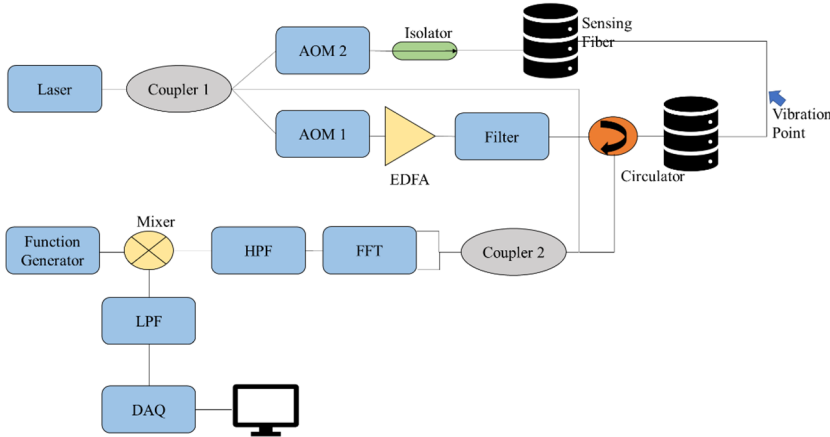 Isolator
Sensing
Fiber
AOM 2
Laser
Coupler 1
Vibration
Point
AOM 1
Filter
EDFA
Circulator
Mixer
Function
Generator
HPF
FFT
Coupler 2
LPF
DAQ